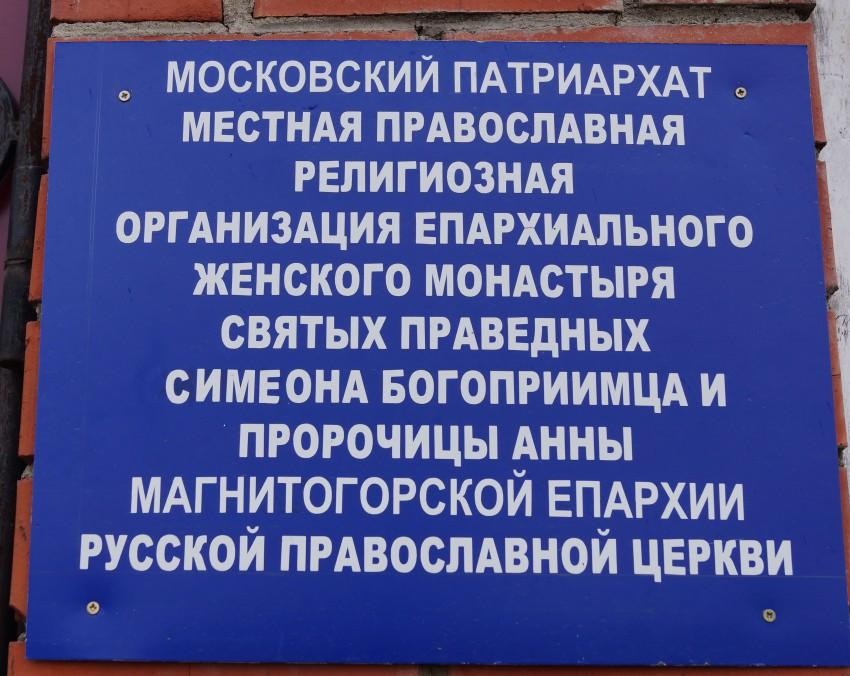 МОСКОВСКИЙ ПАТРИАРХАТ
МЕСТНАЯ ПРАВОСЛАВНАЯ
РЕЛИГИОЗНАЯ
ОРГАНИЗАЦИЯ ЕПАРХИАЛЬНОГО
ЖЕНСКОГО МОНАСТЫРЯ
СВЯТЫХ ПРАВЕДНЫХ
СИМЕОНА БОГОПРИИМЦА И
ПРОРОЧИЦЫ АННЫ
МАГНИТОГОРСКОЙ ЕПАРХИИ
РУССКОЙ ПРАВОСЛАВНОЙ ЦЕРКВИ